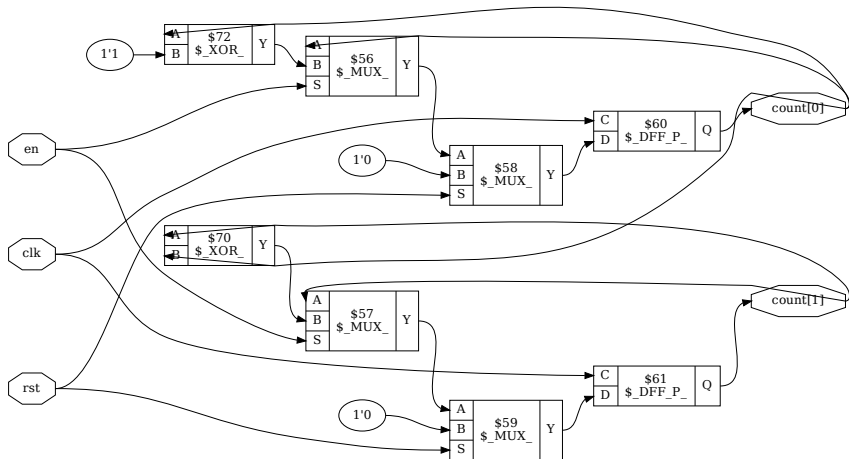 A
B
$72
$_XOR_
Y
1'1
A
B
S
$56
$_MUX_
Y
count[0]
C
D
$60
$_DFF_P_
Q
en
1'0
A
B
S
$58
$_MUX_
Y
clk
A
B
$70
$_XOR_
Y
A
B
S
$57
$_MUX_
Y
count[1]
C
D
$61
$_DFF_P_
Q
rst
1'0
A
B
S
$59
$_MUX_
Y